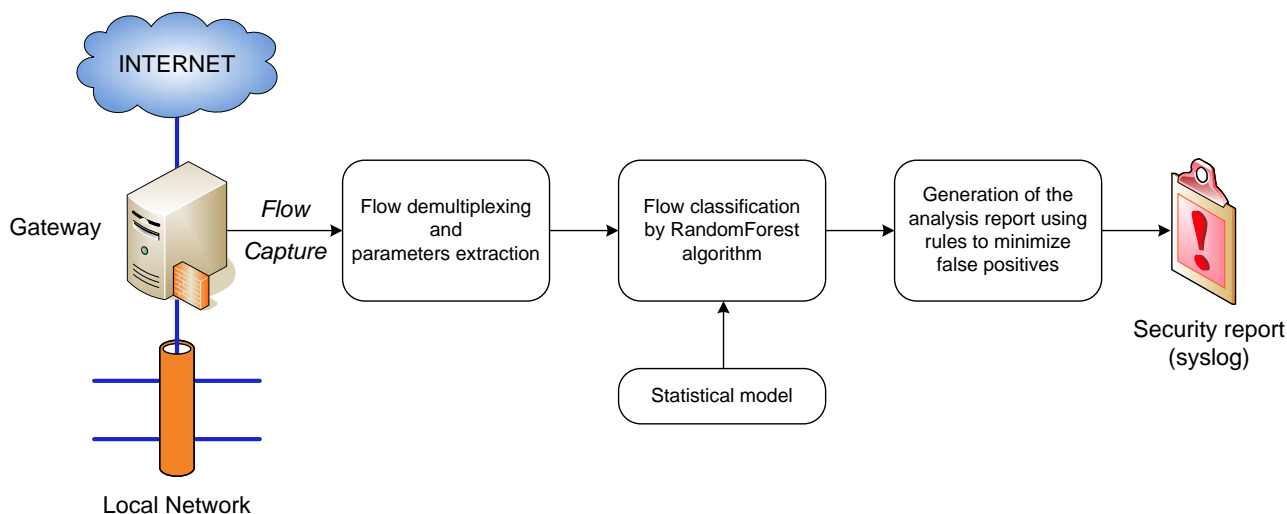 INTERNET
Gateway
Flow
Capture
Flow demultiplexing
and
parameters extraction
Flow classification
by RandomForest
algorithm
Generation of the
analysis report using
rules to minimize
false positives
Security report
(syslog)
Statistical model
Local Network